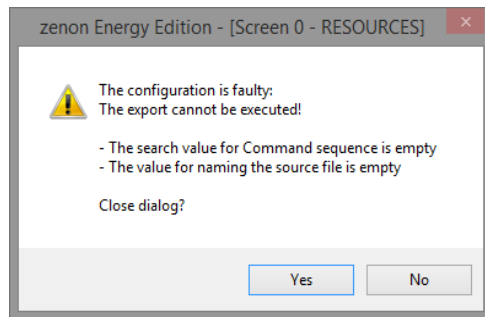 zenon Energy Edition - [Screen 0 - RESOURCES]
The configuration is faulty:
The export cannot be executed!
- The search value for Command sequence is empty
- The value for naming the source file is empty
Close dialog?
Yes No